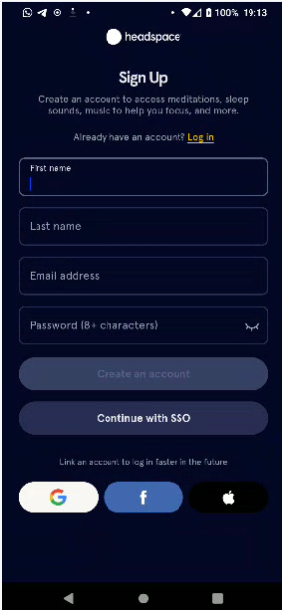 100% 19:13
headspace
Sign Up
Create an account to access meditations, sleep
sounds, music to help you focus, and more.
Already have an account? Log in
First name
Last name
Email address
Password (8+ characters)
Create an account
Continue with SSO
Link an account to log in faster in the future